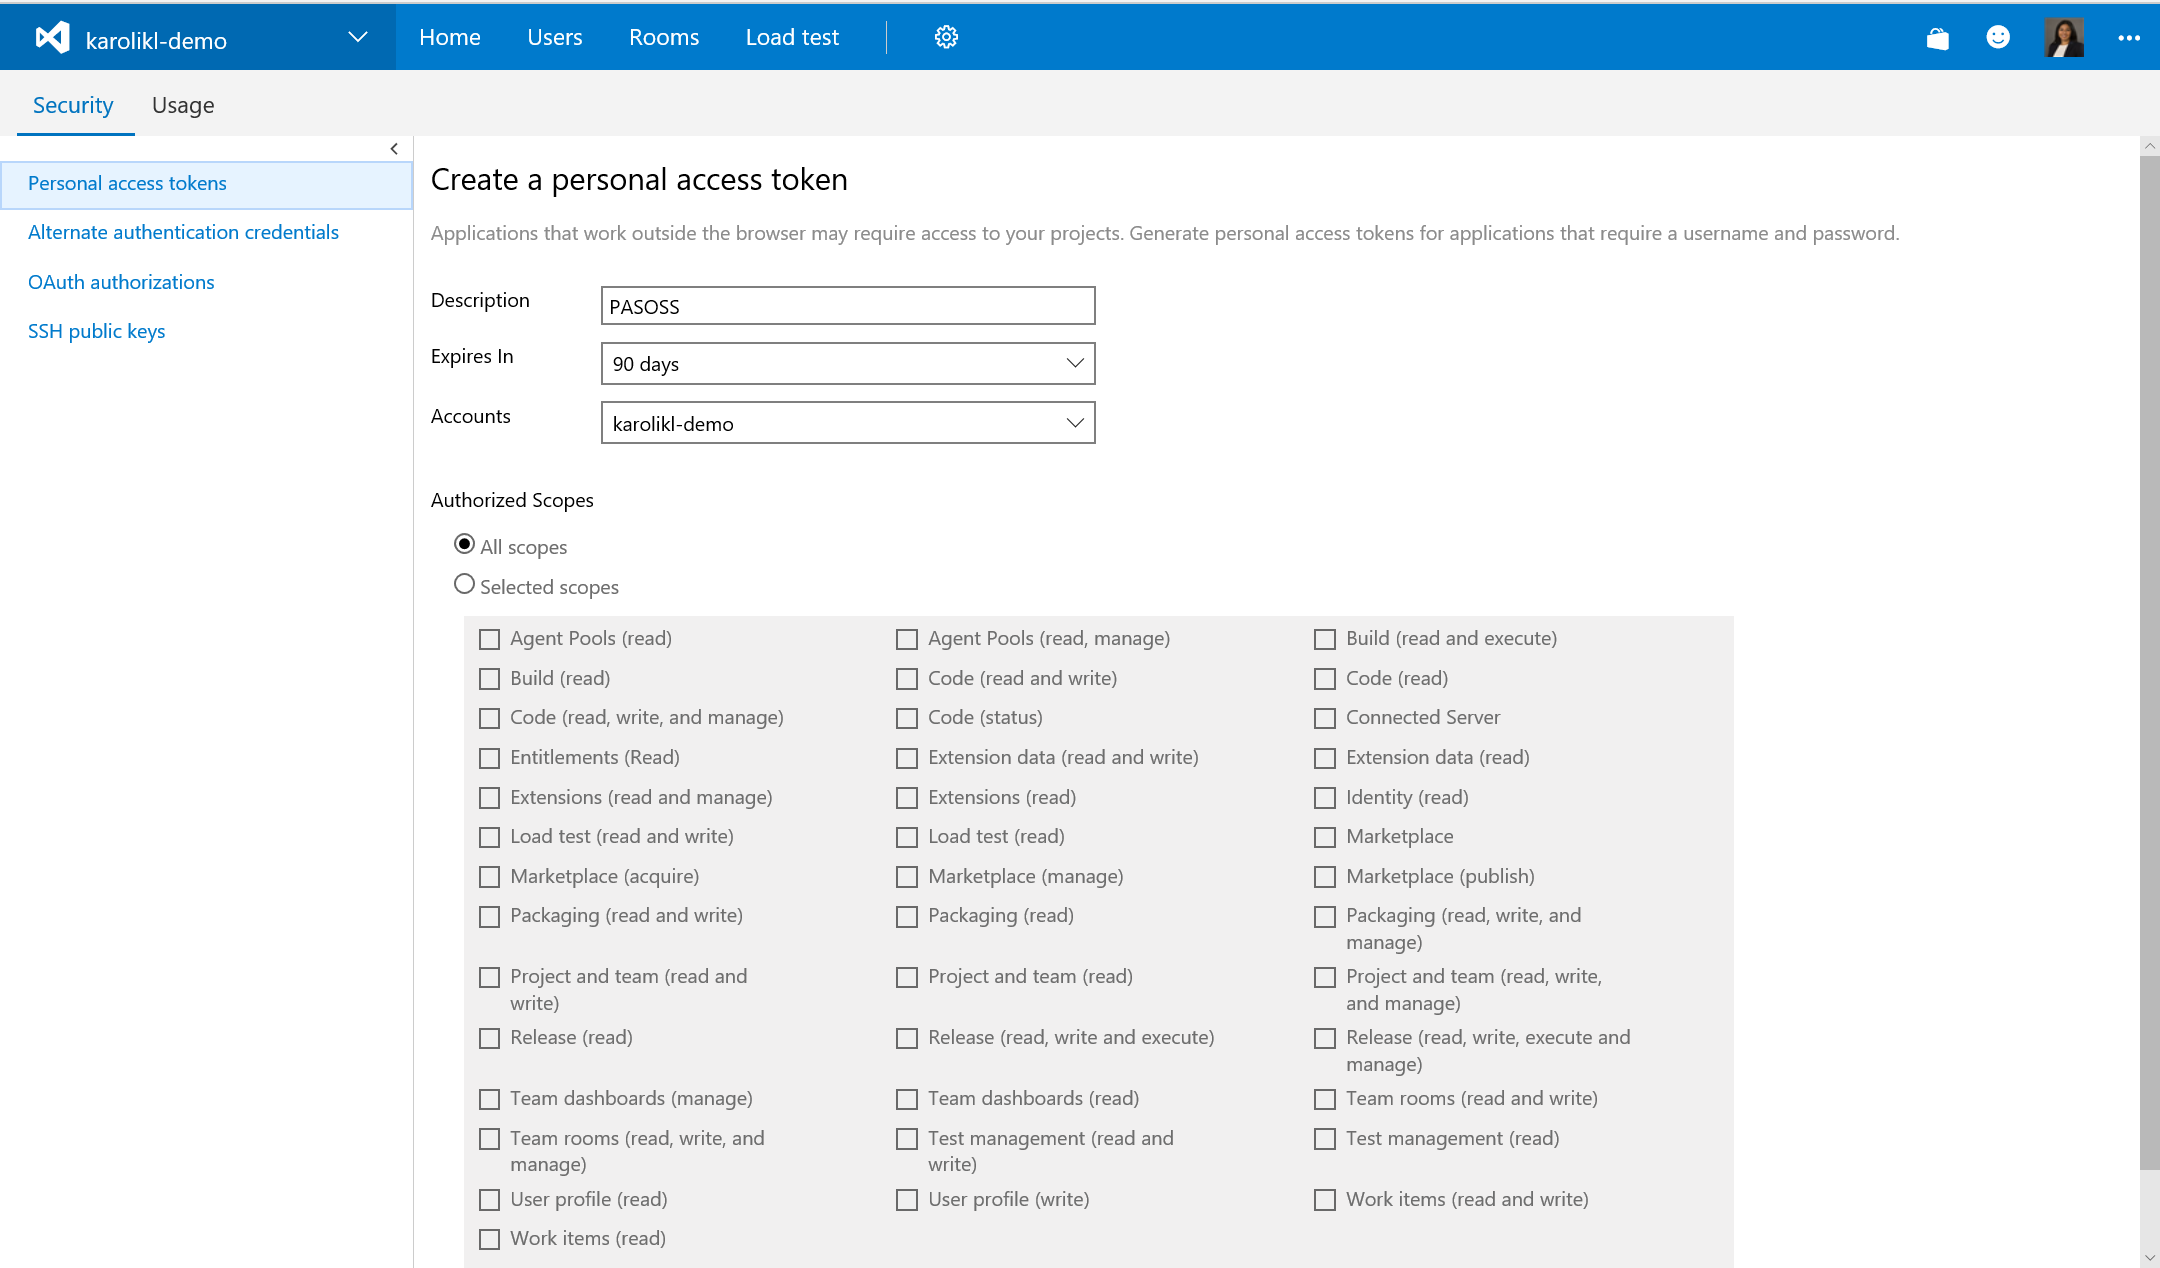 karolikl-demo
Home Users Rooms Load test
Security Usage
Personal access tokens
Alternate authentication credentials
OAuth authorizations
SSH public keys
Create a personal access token
Applications that work outside the browser may require access to your projects. Generate personal access tokens for applications that require a username and password.
Description PASOSS
Expires In 90 days
Accounts karolikl-demo
Authorized Scopes
All scopes
Selected scopes
Agent Pools (read) Agent Pools (read, manage) Build (read and execute)
Build (read) Code (read and write) Code (read)
Code (read, write, and manage) Code (status) Connected Server
Entitlements (Read) Extension data (read and write) Extension data (read)
Extensions (read and manage) Extensions (read) Identity (read)
Load test (read and write) Load test (read) Marketplace
Marketplace (acquire) Marketplace (manage) Marketplace (publish)
Packaging (read and write) Packaging (read) Packaging (read, write, and
manage)
Project and team (read and Project and team (read) Project and team (read, write,
write) and manage)
Release (read) Release (read, write and execute) Release (read, write, execute and
manage)
Team dashboards (manage) Team dashboards (read) Team rooms (read and write)
Team rooms (read, write, and Test management (read and Test management (read)
manage) write)
User profile (read) User profile (write) Work items (read and write)
Work items (read)